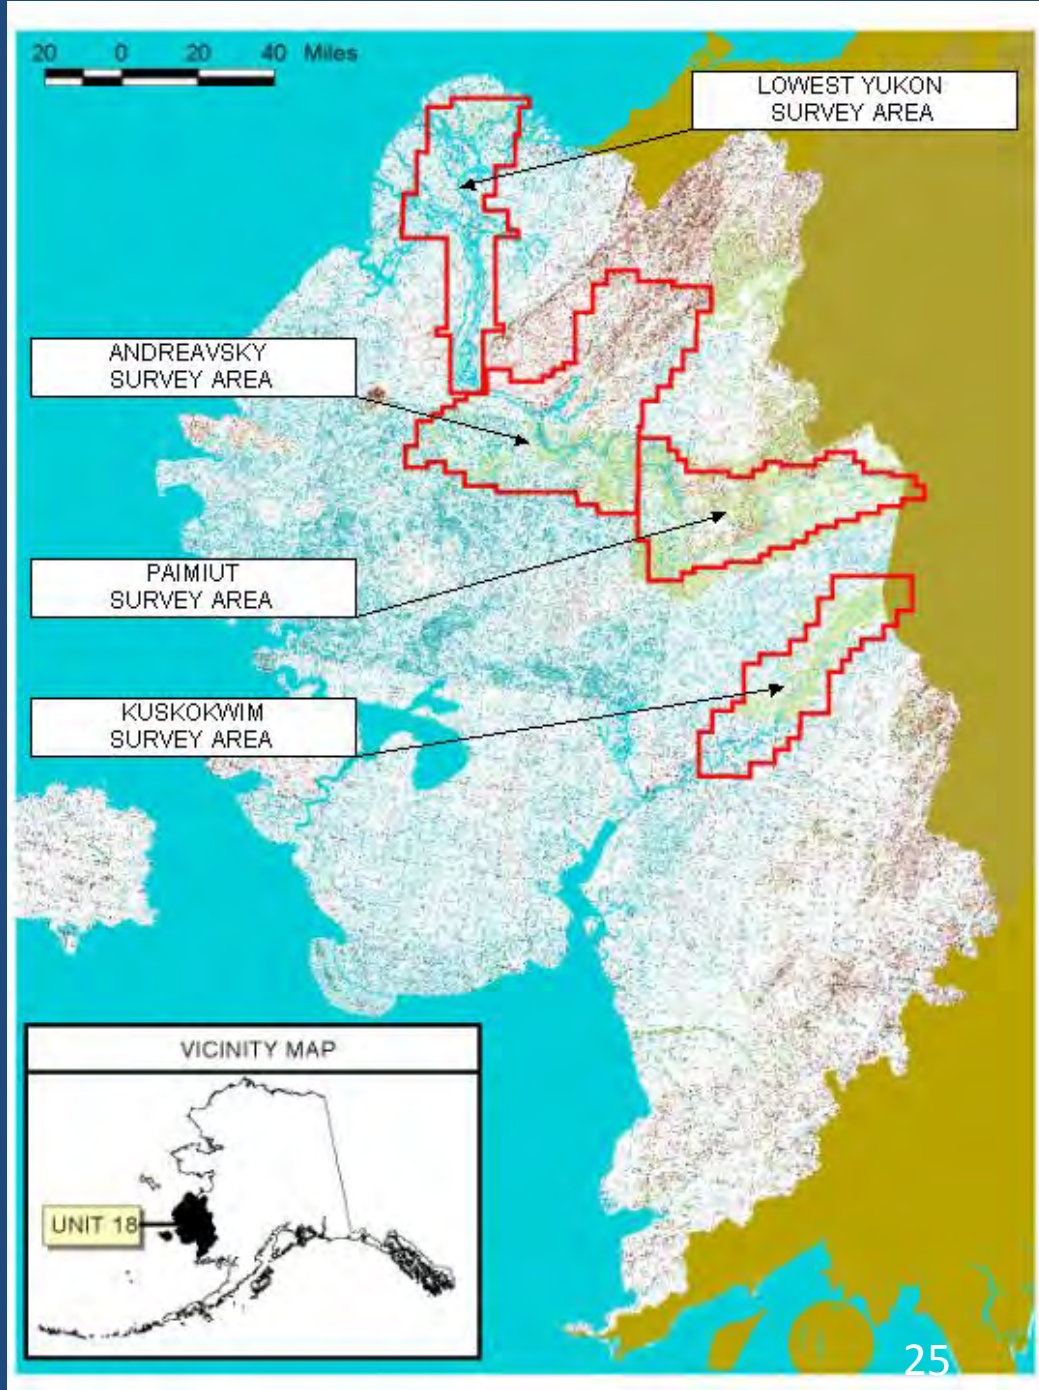 20 0 20 40 Miles
LOWEST YUKON
SURVEY AREA
ANDREAVSKY
SURVEY AREA
PAIMIUT
SURVEY AREA
KUSKOKWIM
SURVEY AREA
VICINITY MAP
UNIT 18
25